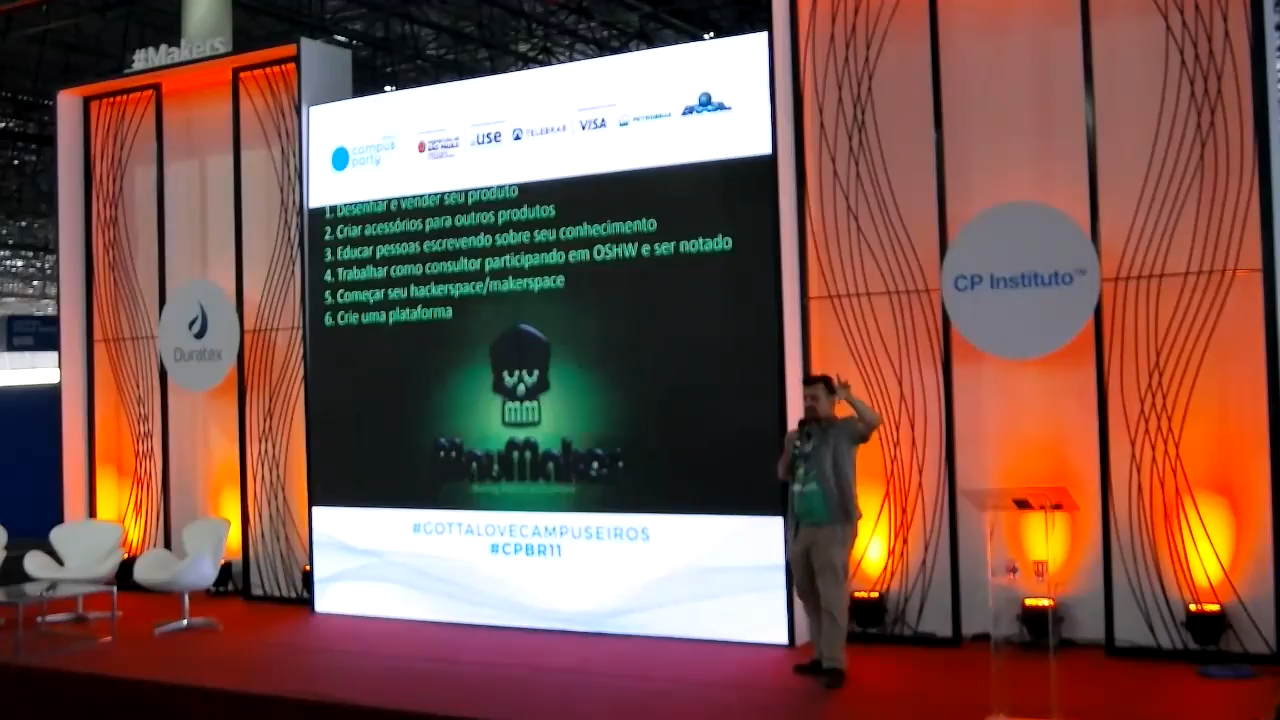 #Makers
campus
party
USE
TELEBRAS
VISA
PETROBRAS
1. Desenhar e vender seu produto
2. Criar acessórios para outros produtos
3. Educar pessoas escrevendo sobre seu conhecimento
4. Trabalhar como consultor participando em OSHW e ser notado
5. Começar seu hackerspace/makerspace
6. Crie uma plataforma
#GOTTALOVECAMPUSEIROS
#CPBR11
Duratex
CP Instituto™